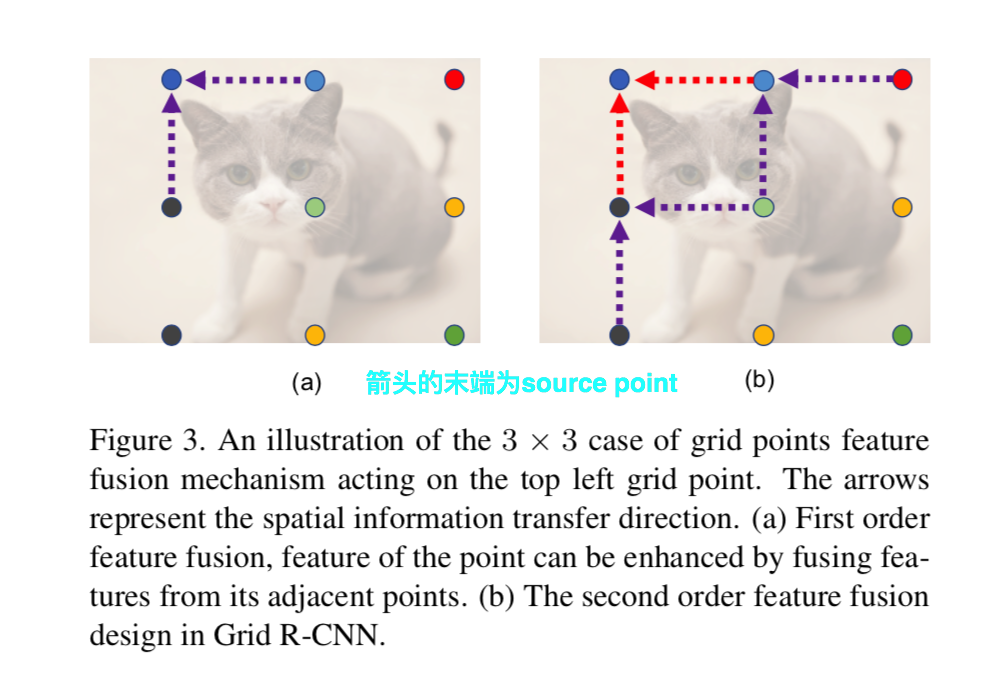 (a) 箭头的末端为source point (b)
Figure 3. An illustration of the 3 × 3 case of grid points feature
fusion mechanism acting on the top left grid point. The arrows
represent the spatial information transfer direction. (a) First order
feature fusion, feature of the point can be enhanced by fusing fea-
tures from its adjacent points. (b) The second order feature fusion
design in Grid R-CNN.